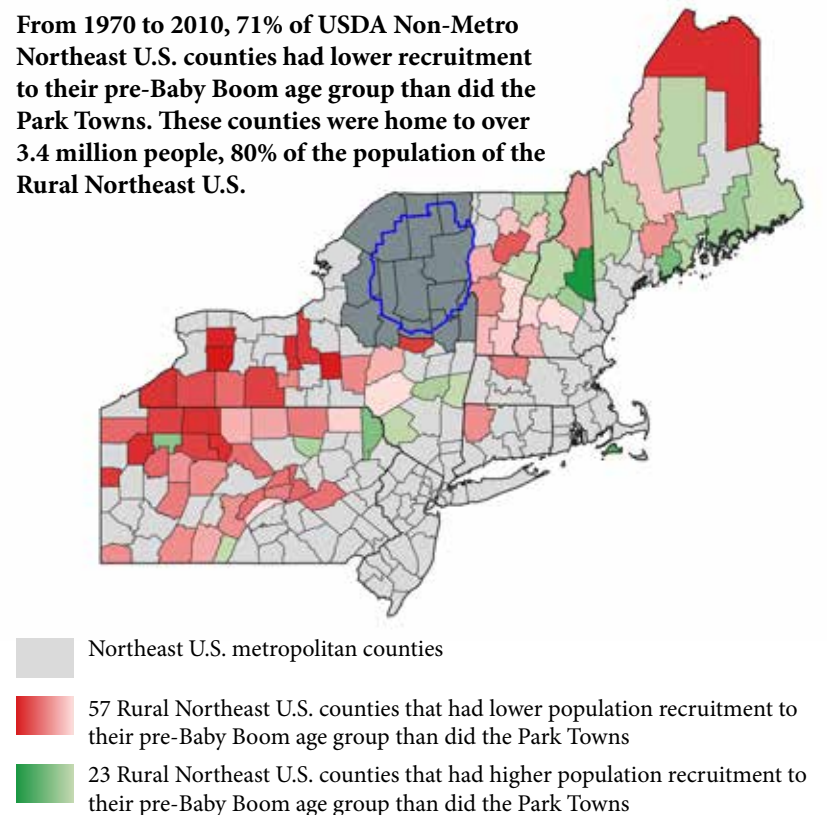 From 1970 to 2010, 71% of USDA Non-Metro
Northeast U.S. counties had lower recruitment
to their pre-Baby Boom age group than did the
Park Towns. These counties were home to over
3.4 million people, 80% of the population of the
Rural Northeast U.S.
Northeast U.S. metropolitan counties
57 Rural Northeast U.S. counties that had lower population recruitment to
their pre-Baby Boom age group than did the Park Towns
23 Rural Northeast U.S. counties that had higher population recruitment to
their pre-Baby Boom age group than did the Park Towns